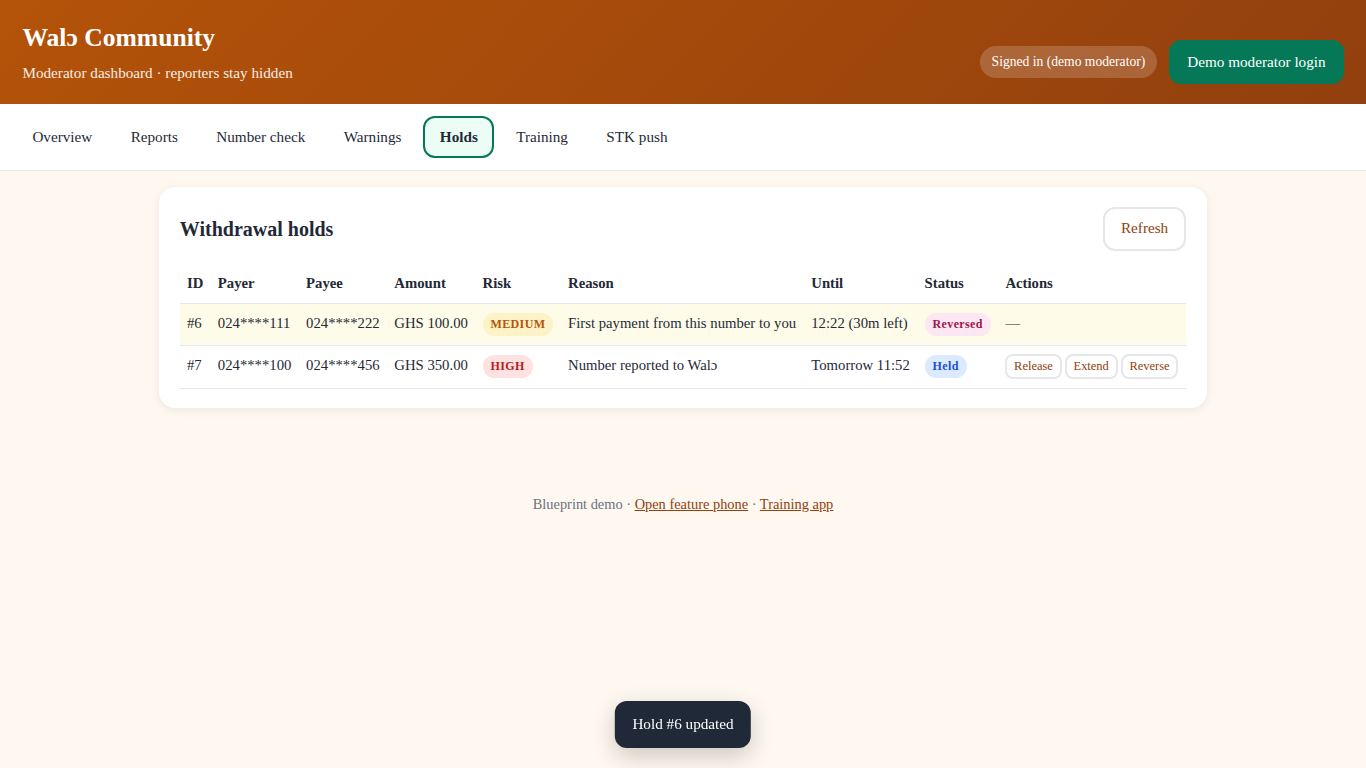 Walɔ Community
Moderator dashboard · reporters stay hidden
Signed in (demo moderator)
Demo moderator login
Overview Reports Number check Warnings Holds Training STK push
Withdrawal holds
Refresh
ID Payer Payee Amount Risk Reason Until Status Actions
#6 024****111 024****222 GHS 100.00 MEDIUM First payment from this number to you 12:22 (30m left) Reversed —
#7 024****100 024****456 GHS 350.00 HIGH Number reported to Walɔ Tomorrow 11:52 Held Release Extend Reverse
Blueprint demo · Open feature phone · Training app
Hold #6 updated